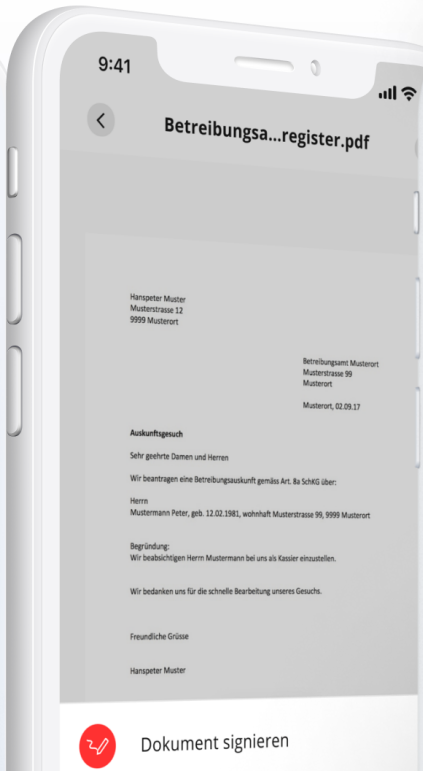 9:41
Betreibungsa...register.pdf
Hanspeter Muster
Musterstrasse 12
9999 Musterort
Betreibungsamt Musterort
Musterstrasse 99
Musterort
Musterort, 02.09.17
Auskunftsgesuch
Sehr geehrte Damen und Herren
Wir beantragen eine Betreibungsauskunft gemäss Art. 8a SchKG über:
Herrn
Mustermann Peter, geb. 12.02.1981, wohnhaft Musterstrasse 99, 9999 Musterort
Begründung:
Wir beabsichtigen Herrn Mustermann bei uns als Kassier einzustellen.
Wir bedanken uns für die schnelle Bearbeitung unseres Gesuchs.
Freundliche Grüsse
Hanspeter Muster
Dokument signieren